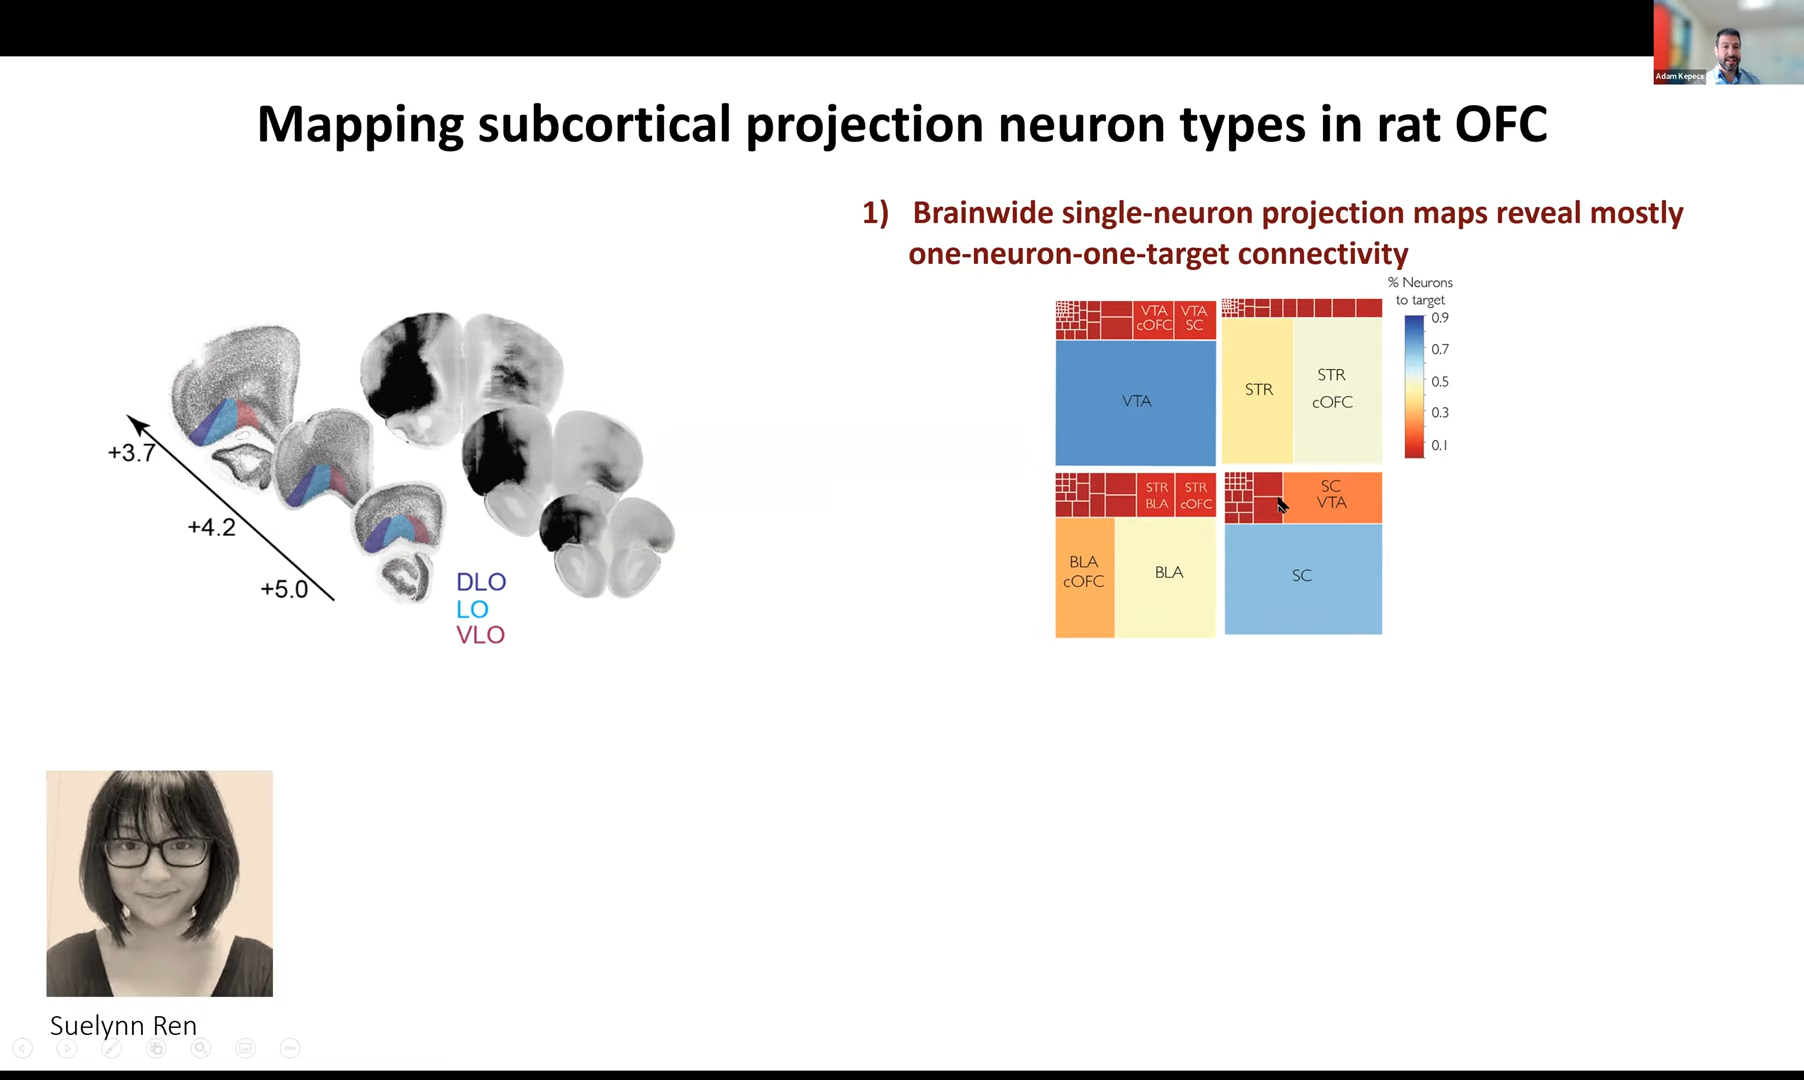 Adam Kepecs
Mapping subcortical projection neuron types in rat OFC
1) Brainwide single-neuron projection maps reveal mostly
one-neuron-one-target connectivity
% Neurons
to target
0.9
0.7
0.5
0.3
0.1
VTA
cOFC
VTA
SC
VTA
STR
STR
cOFC
STR
BLA
STR
cOFC
BLA
cOFC
BLA
SC
VTA
SC
+3.7
+4.2
+5.0
DLO
LO
VLO
Suelynn Ren